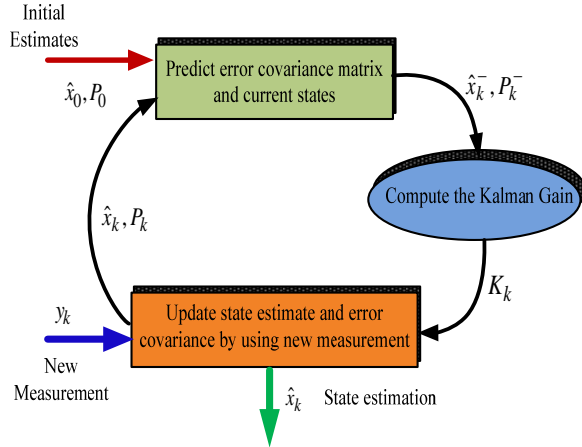 Initial
Estimates
x̂₀, P₀
Predict error covariance matrix
and current states
x̂ₖ⁻, Pₖ⁻
Compute the Kalman Gain
x̂ₖ, Pₖ
Kₖ
yₖ
New
Measurement
Update state estimate and error
covariance by using new measurement
x̂ₖ State estimation